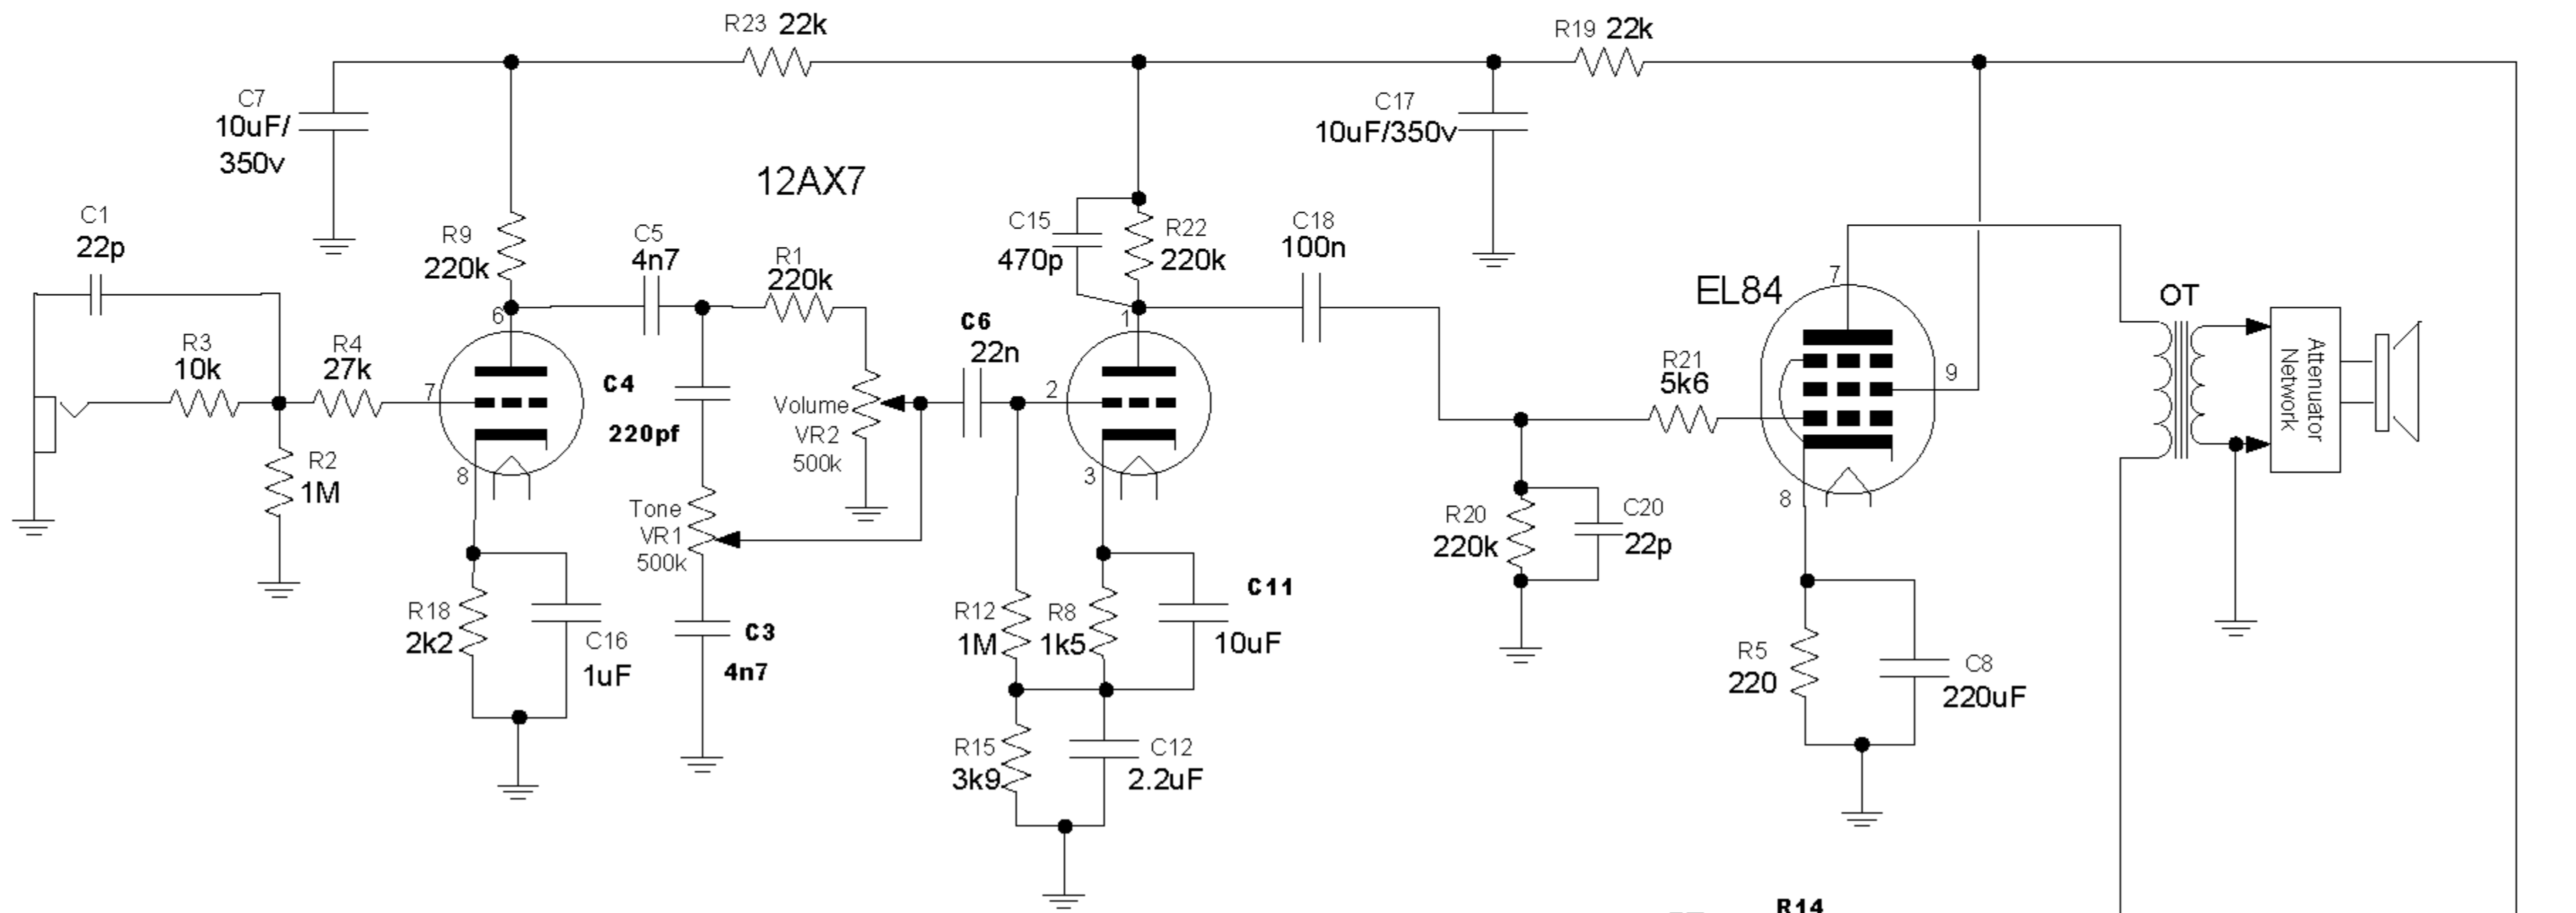 R23 22k
R19 22k
C7
10uF/
350v
C17
10uF/350v
12AX7
C1
22p
R9
220k
C5
4n7
R1
220k
C15
470p
R22
220k
C18
100n
EL84
7
OT
6
1
C6
22n
R3
10k
R4
27k
7
C4
220pf
Volume
VR2
500k
2
R21
5k6
9
Attenuator
Network
R2
1M
8
Tone
VR1
500k
3
R20
220k
C20
22p
8
R18
2k2
C16
1uF
C3
4n7
R12
1M
R8
1k5
C11
10uF
R5
220
C8
220uF
R15
3k9
C12
2.2uF
R14